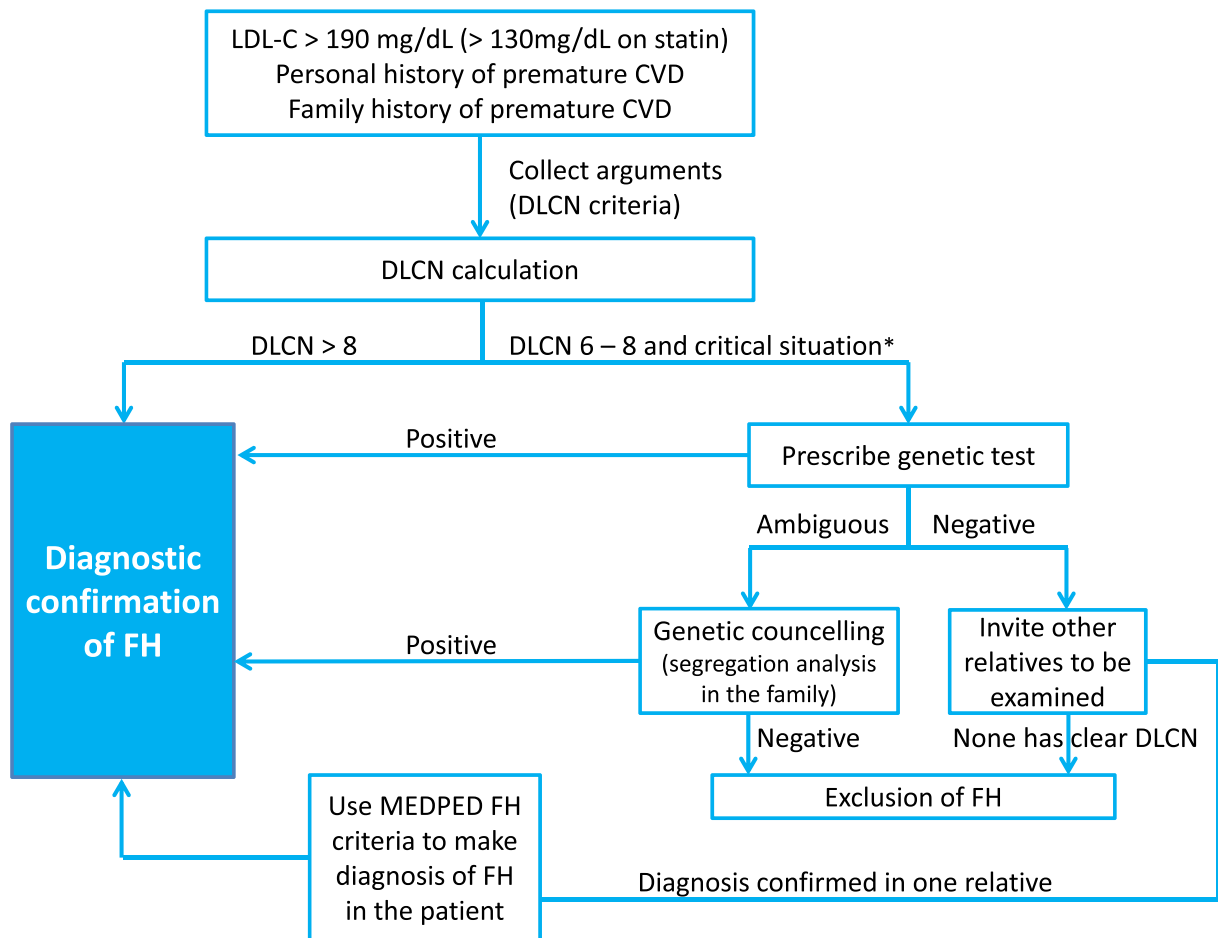 LDL-C > 190 mg/dL (> 130mg/dL on statin)
Personal history of premature CVD
Family history of premature CVD
Collect arguments
(DLCN criteria)
DLCN calculation
DLCN > 8
DLCN 6 – 8 and critical situation*
Positive
Prescribe genetic test
Ambiguous
Negative
Diagnostic
confirmation
of FH
Positive
Genetic councelling
(segregation analysis
in the family)
Invite other
relatives to be
examined
Negative
None has clear DLCN
Exclusion of FH
Use MEDPED FH
criteria to make
diagnosis of FH
in the patient
Diagnosis confirmed in one relative